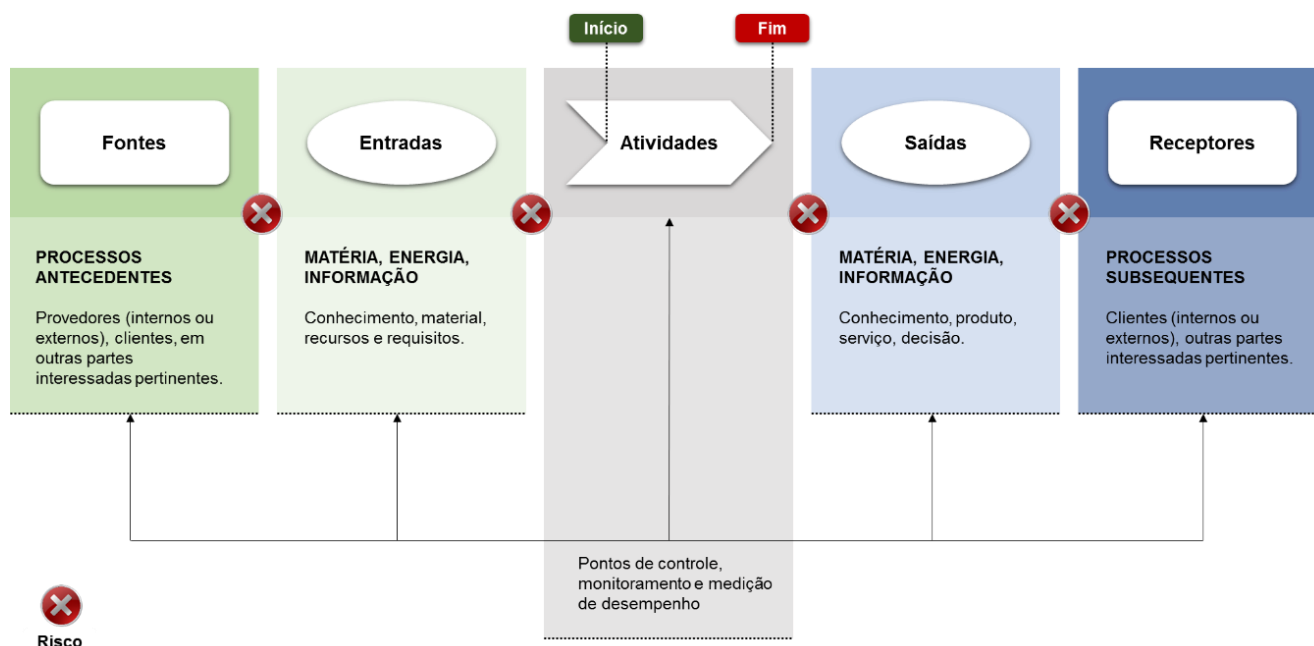 Início
Fim
Fontes
Entradas
Atividades
Saídas
Receptores
PROCESSOS
ANTECEDENTES
Provedores (internos ou
externos), clientes, em
outras partes
interessadas pertinentes.
MATÉRIA, ENERGIA,
INFORMAÇÃO
Conhecimento, material,
recursos e requisitos.
MATÉRIA, ENERGIA,
INFORMAÇÃO
Conhecimento, produto,
serviço, decisão.
PROCESSOS
SUBSEQUENTES
Clientes (internos ou
externos), outras partes
interessadas pertinentes.
Pontos de controle,
monitoramento e medição
de desempenho
Risco